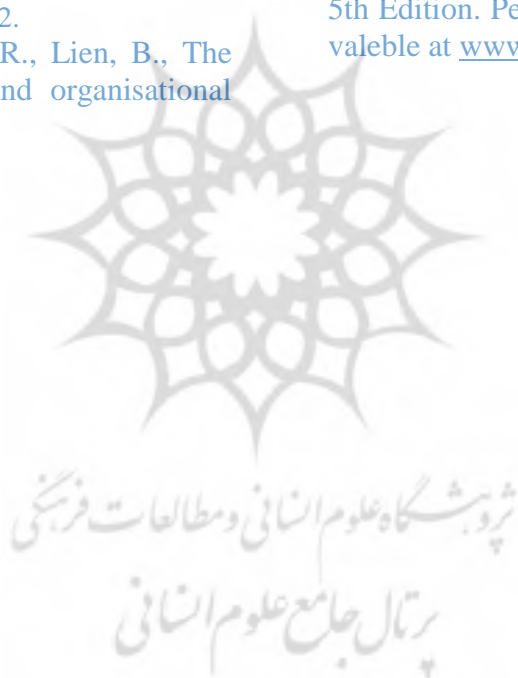 2.
R., Lien, B., The
nd organisational
5th Edition. Pe
valeble at www
پژوهشگاه علوم انسانی و مطالعات فرهنگی
پرتال جامع علوم انسانی